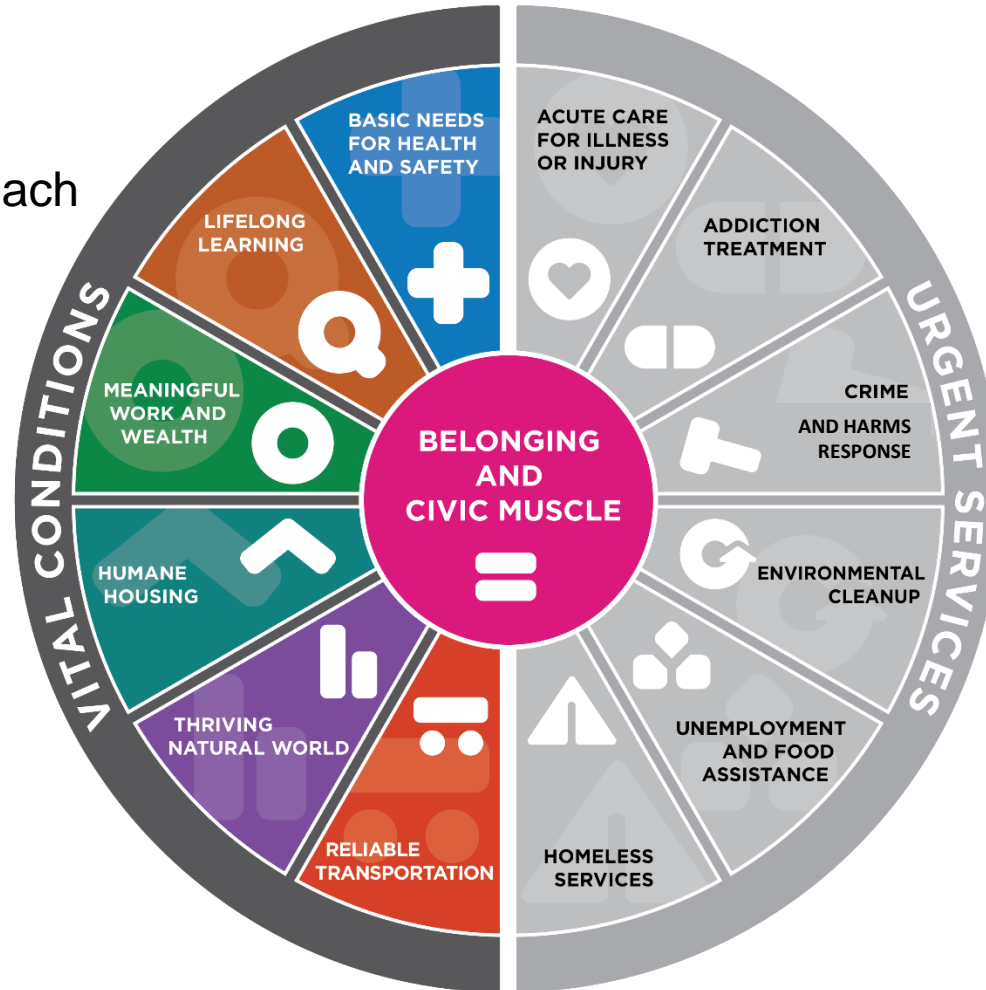 ach
VITAL CONDITIONS
BASIC NEEDS
FOR HEALTH
AND SAFETY
LIFELONG
LEARNING
MEANINGFUL
WORK AND
WEALTH
HUMANE
HOUSING
THRIVING
NATURAL WORLD
RELIABLE
TRANSPORTATION
BELONGING
AND
CIVIC MUSCLE
URGENT SERVICES
ACUTE CARE
FOR ILLNESS
OR INJURY
ADDICTION
TREATMENT
CRIME
AND HARMS
RESPONSE
ENVIRONMENTAL
CLEANUP
UNEMPLOYMENT
AND FOOD
ASSISTANCE
HOMELESS
SERVICES